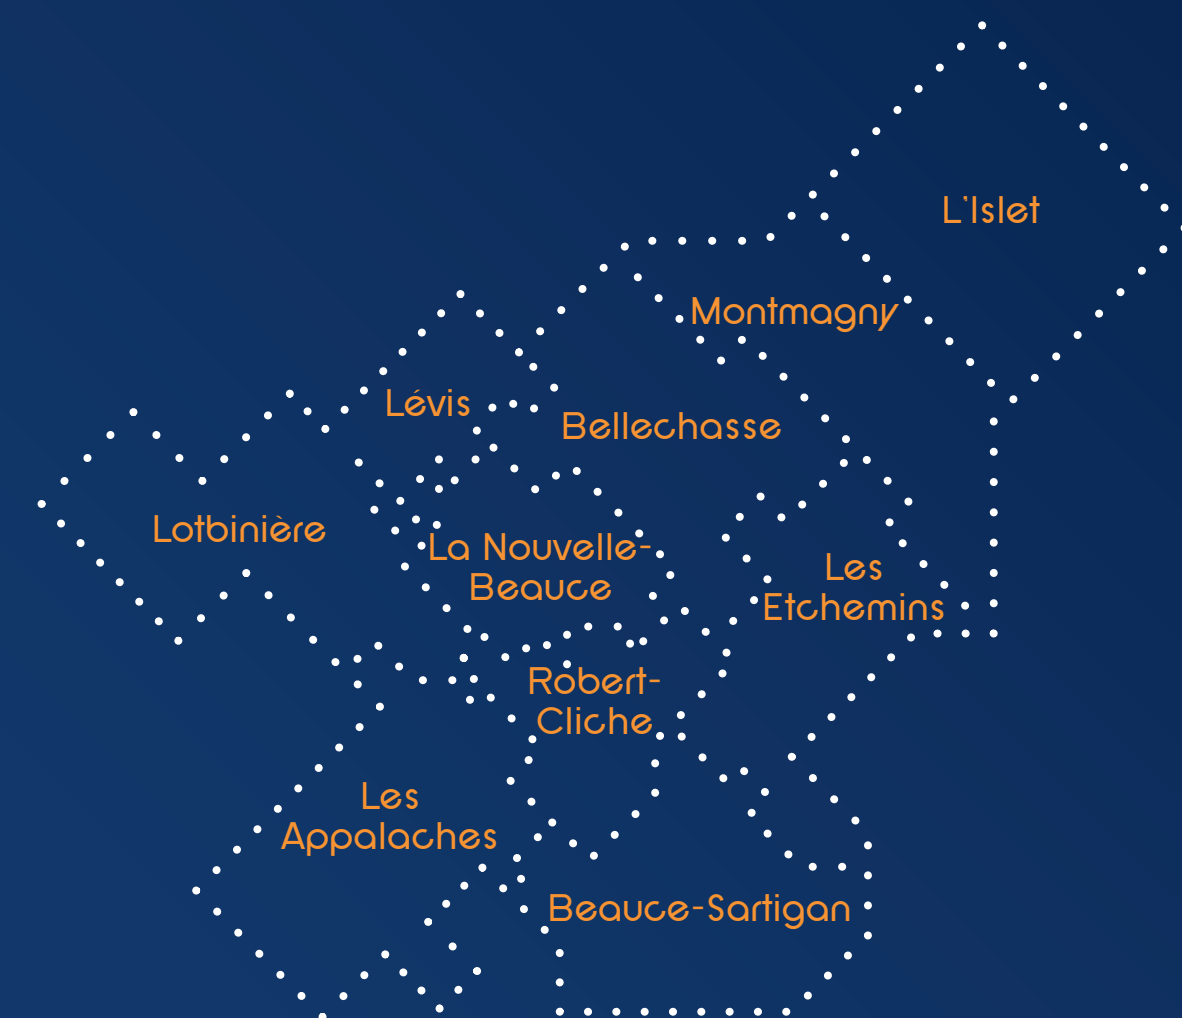 L'Islet
Montmagny
Lévis
Bellechasse
Lotbinière
La Nouvelle-
Beauce
Les
Etchemins
Robert-
Cliche
Les
Appalaches
Beauce-Sartigan